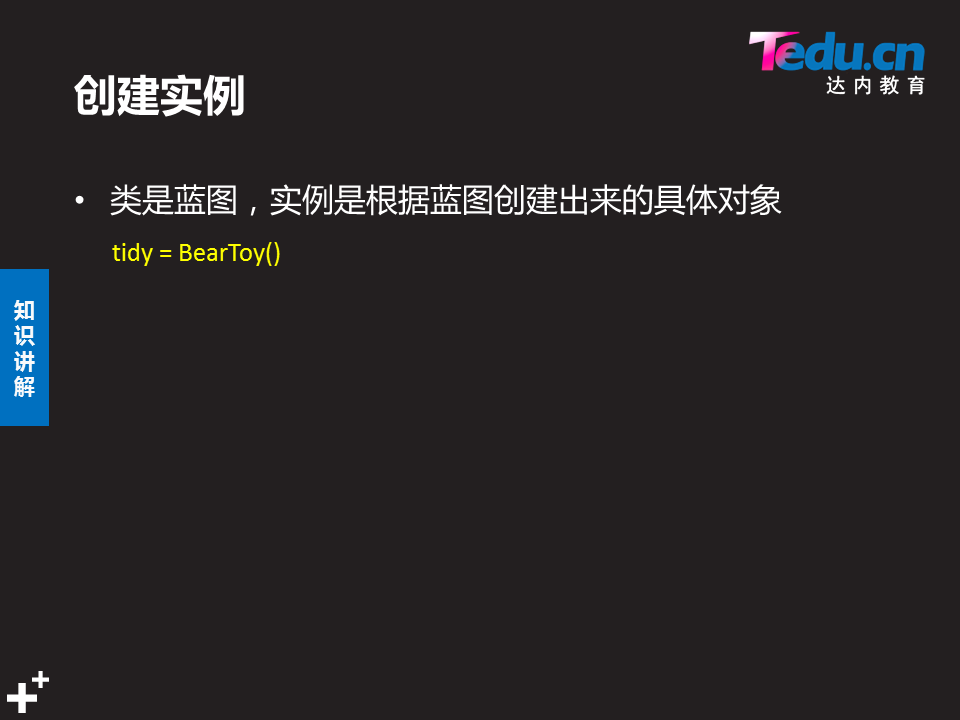 Tedu.cn
达内教育
创建实例
• 类是蓝图，实例是根据蓝图创建出来的具体对象
tidy = BearToy()
知
识
讲
解